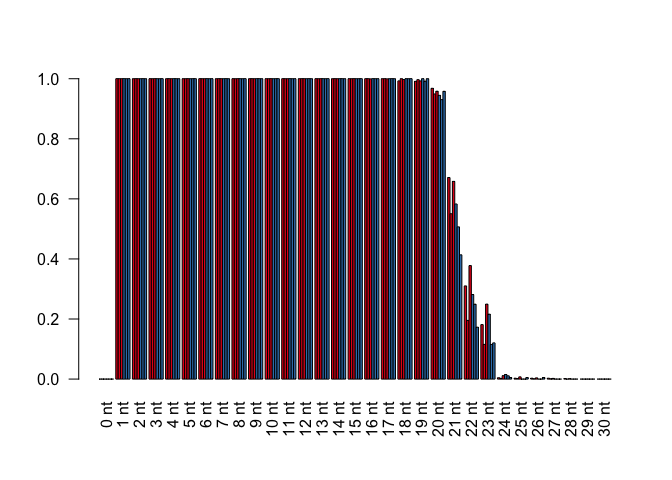 1.0
0.8
0.6
0.4
0.2
0.0
0 nt
1 nt
2 nt
3 nt
4 nt
5 nt
6 nt
7 nt
8 nt
9 nt
10 nt
11 nt
12 nt
13 nt
14 nt
15 nt
16 nt
17 nt
18 nt
19 nt
20 nt
21 nt
22 nt
23 nt
24 nt
25 nt
26 nt
27 nt
28 nt
29 nt
30 nt